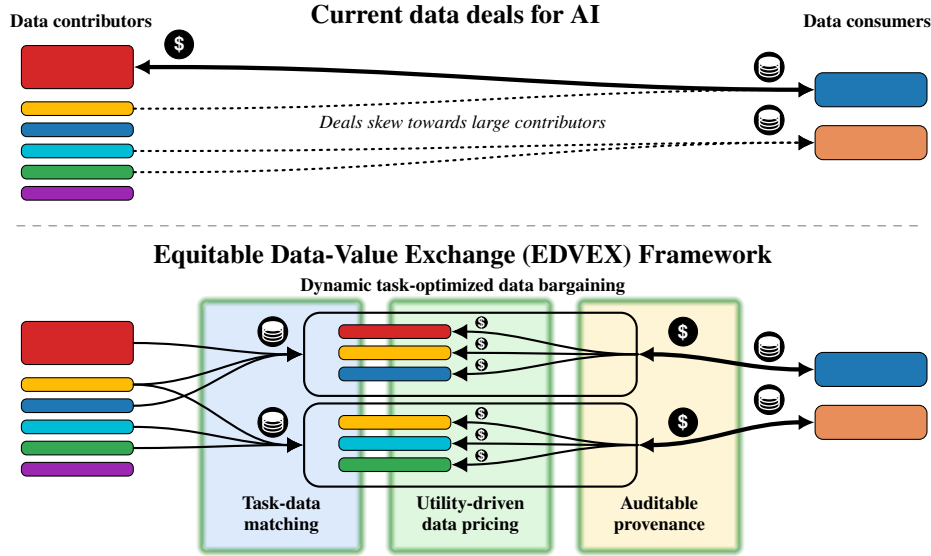 Current data deals for AI
Data contributors
Data consumers
$
Deals skew towards large contributors
Equitable Data-Value Exchange (EDVEX) Framework
Dynamic task-optimized data bargaining
$
$
$
$
$
$
$
$
Task-data
matching
Utility-driven
data pricing
Auditable
provenance